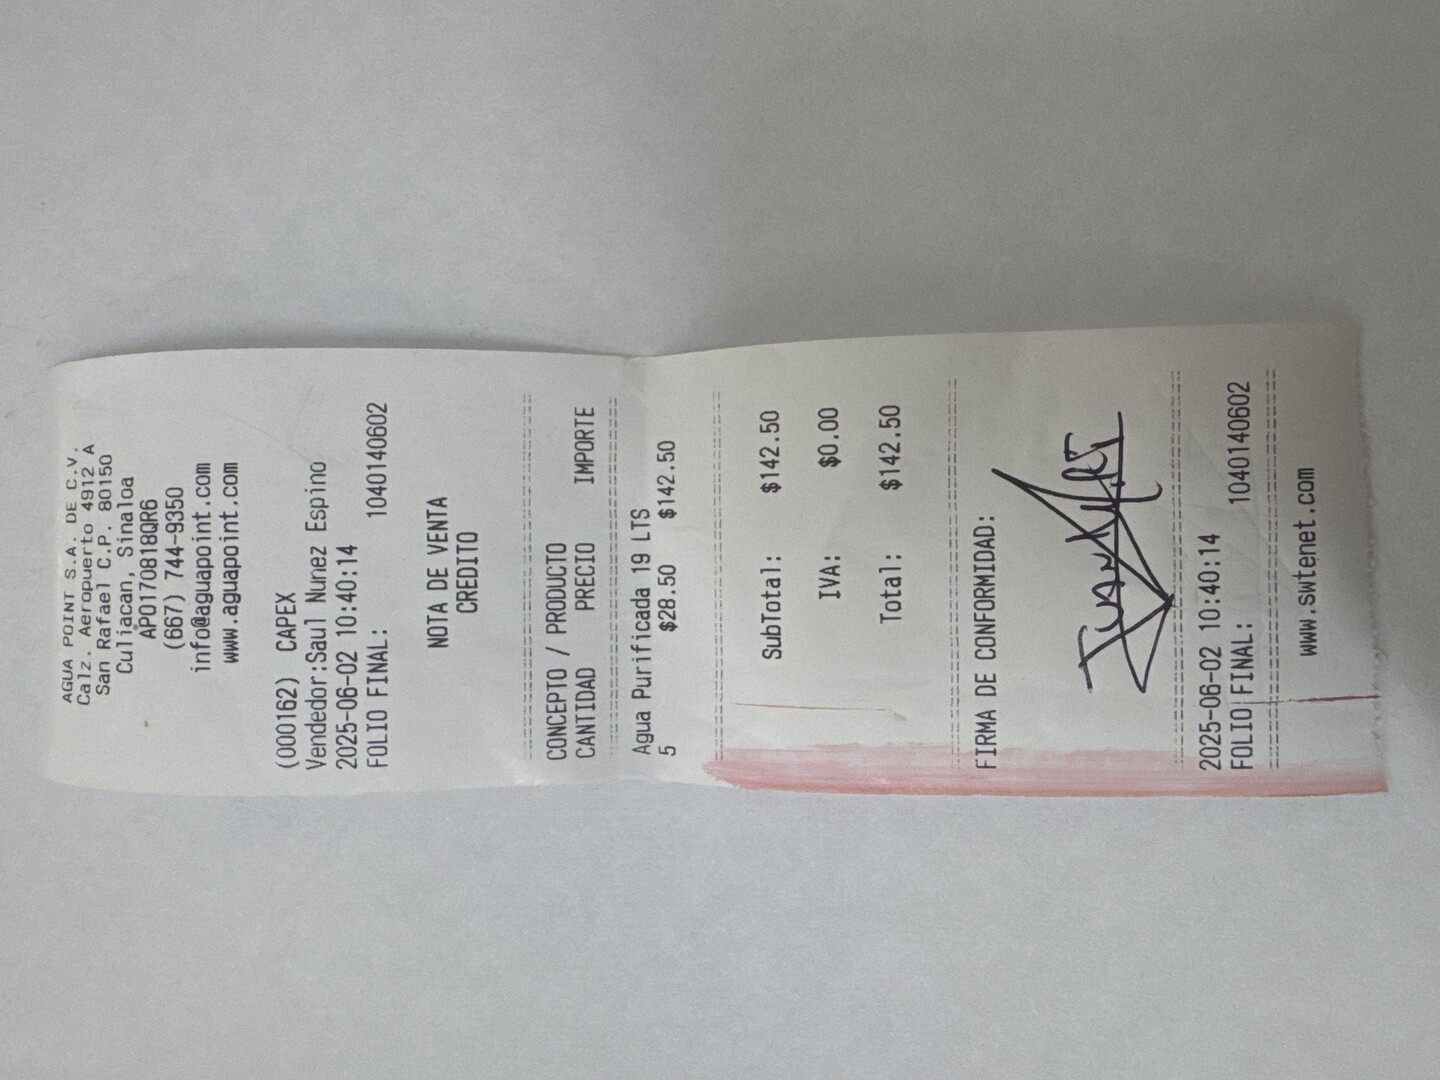 AGUA POINT S.A. DE C.V.
Calz. Aeropuerto 4912 A
San Rafael C.P. 80150
Culiacan, Sinaloa
APO170818QR6
(667) 744-9350
info@aguapoint.com
www.aguapoint.com
(000162) CAPEX
Vendedor:Saul Nunez Espino
2025-06-02 10:40:14
FOLIO FINAL: 1040140602
NOTA DE VENTA
CREDITO
CONCEPTO / PRODUCTO
CANTIDAD PRECIO IMPORTE
Agua Purificada 19 LTS
5 $28.50 $142.50
SubTotal: $142.50
IVA: $0.00
Total: $142.50
FIRMA DE CONFORMIDAD:
2025-06-02 10:40:14
FOLIO FINAL: 1040140602
www.swtenet.com